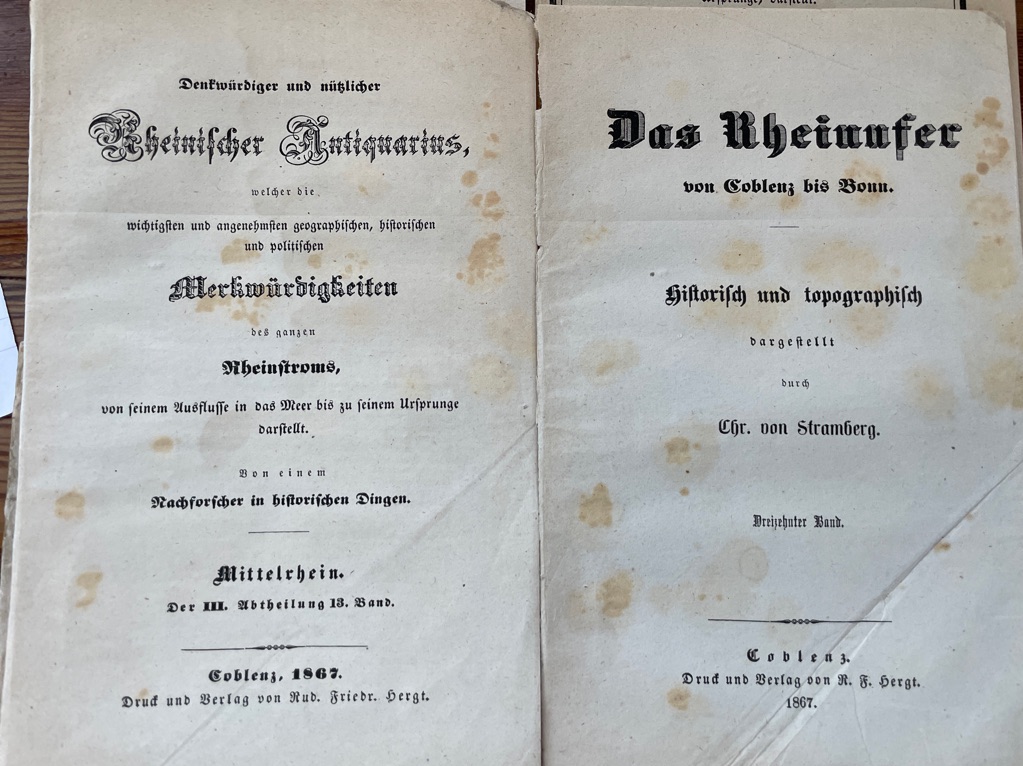 Denkwürdiger und nützlicher
Rheinischer Antiquarius,
welcher die
wichtigsten und angenehmsten geographischen, historischen
und politischen
Merkwürdigkeiten
des ganzen
Rheinstroms,
von seinem Ausflusse in das Meer bis zu seinem Ursprunge
darstellt.
Von einem
Nachforscher in historischen Dingen.
Mittelrhein.
Der III. Abtheilung 13. Band.
Coblenz, 1867.
Druck und Verlag von Rud. Friedr. Hergt.
Das Rheinufer
von Coblenz bis Bonn.
Historisch und topographisch
dargestellt
durch
Chr. von Stramberg.
Dreizehnter Band.
Coblenz.
Druck und Verlag von R. F. Hergt.
1867.